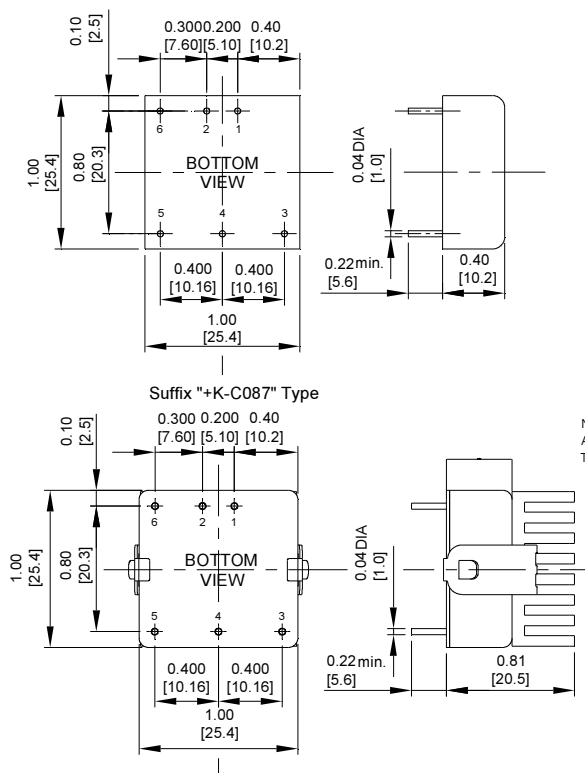 0.10
[2.5]
0.300 0.200 0.40
[7.60] [5.10] [10.2]
6 2 1
1.00
[25.4]
0.80
[20.3]
BOTTOM
VIEW
5 4 3
0.400 0.400
[10.16] [10.16]
1.00
[25.4]
0.04DIA
[1.0]
0.22min.
[5.6]
0.40
[10.2]
Suffix "+K-C087" Type
0.10
[2.5]
0.300 0.200 0.40
[7.60] [5.10] [10.2]
6 2 1
1.00
[25.4]
0.80
[20.3]
BOTTOM
VIEW
5 4 3
0.400 0.400
[10.16] [10.16]
1.00
[25.4]
0.04DIA
[1.0]
0.22min.
[5.6]
0.81
[20.5]
N
A
T